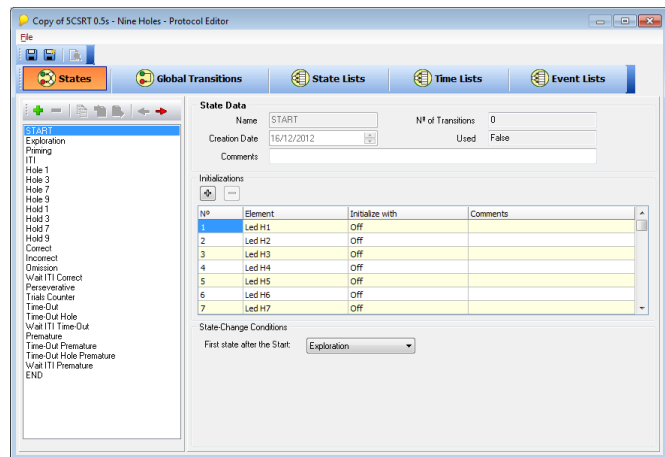 Copy of 5CSRT 0.5s - Nine Holes - Protocol Editor
File
States
Global Transitions
State Lists
Time Lists
Event Lists
START
Exploration
Priming
ITI
Hole 1
Hole 3
Hole 7
Hole 9
Hold 1
Hold 3
Hold 7
Hold 9
Correct
Incorrect
Omission
Wait ITI Correct
Perseverative
Trials Counter
Time-Out
Time-Out Hole
Wait ITI Time-Out
Premature
Time-Out Premature
Time-Out Hole Premature
Wait ITI Premature
END
State Data
Name START Nº of Transitions 0
Creation Date 16/12/2012 Used False
Comments
Initializations
Nº Element Initialize with Comments
1 Led H1 Off
2 Led H2 Off
3 Led H3 Off
4 Led H4 Off
5 Led H5 Off
6 Led H6 Off
7 Led H7 Off
State-Change Conditions
First state after the Start: Exploration